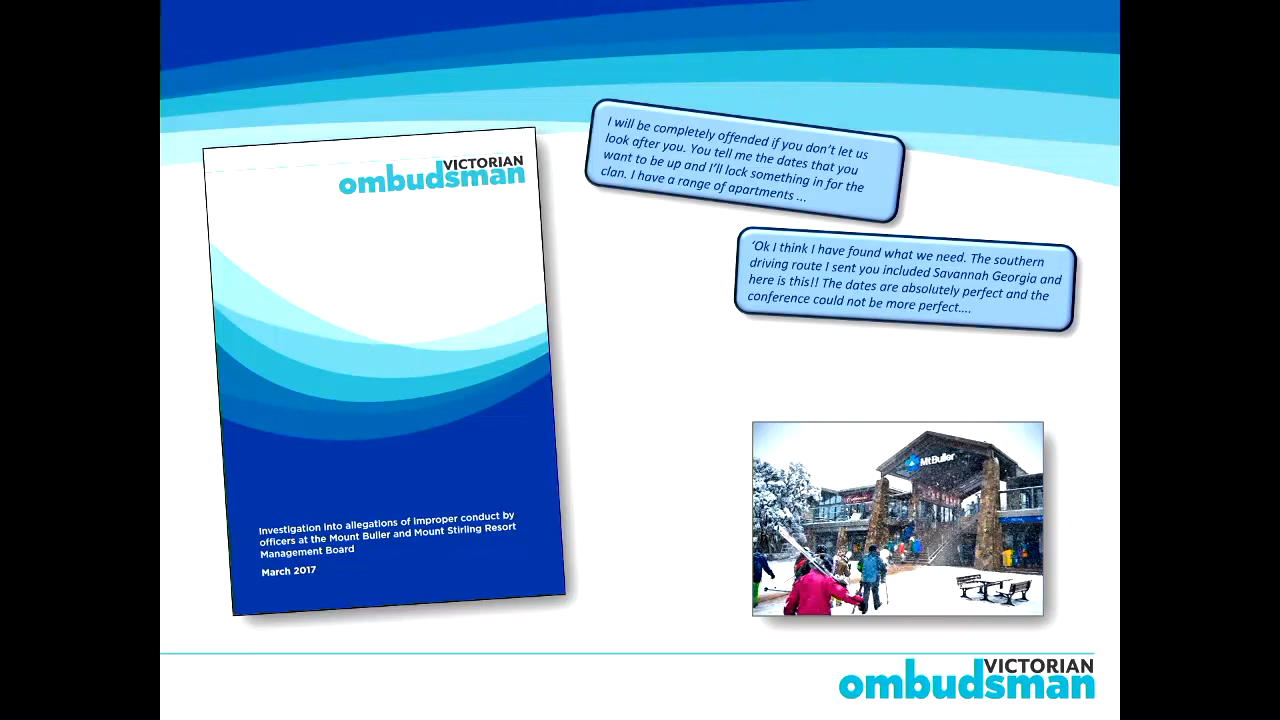 VICTORIAN
ombudsman
Investigation into allegations of improper conduct by
officers at the Mount Buller and Mount Stirling Resort
Management Board
March 2017
I will be completely offended if you don't let us
look after you. You tell me the dates that you
want to be up and I'll lock something in for the
clan. I have a range of apartments ...
‘Ok I think I have found what we need. The southern
driving route I sent you included Savannah Georgia and
here is this!! The dates are absolutely perfect and the
conference could not be more perfect....
Mt Buller
VICTORIAN
ombudsman